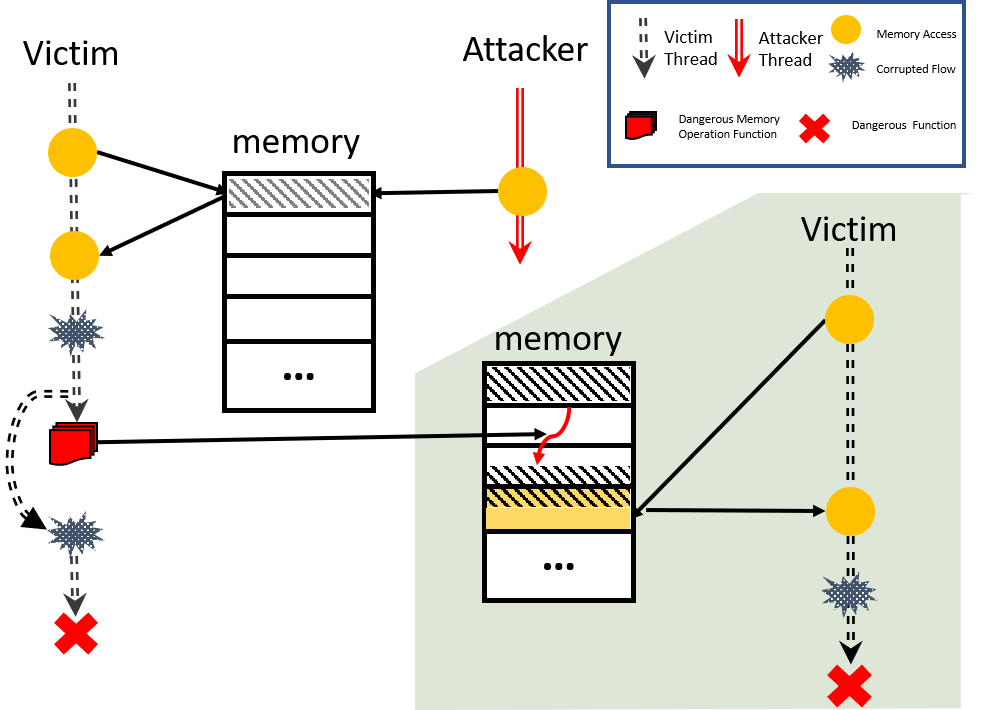 Victim
Attacker
memory
...
Victim
Thread
Attacker
Thread
Memory Access
Corrupted Flow
Dangerous Memory
Operation Function
Dangerous Function
Victim
memory
...